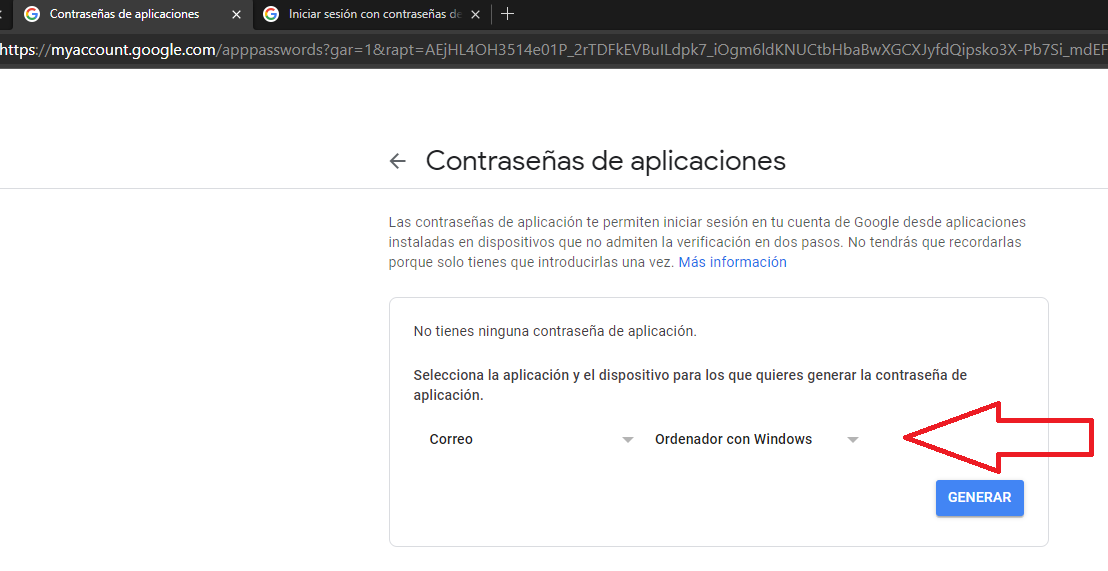 Contraseñas de aplicaciones
Iniciar sesión con contraseñas de
https://myaccount.google.com/apppasswords?gar=1&rapt=AEjHL4OH3514e01P_2rTDFkEVBuILdpk7_iOgm6ldKNUCtbHbaBwXGCXJyfdQipsko3X-Pb7Si_mdEF
Contraseñas de aplicaciones
Las contraseñas de aplicación te permiten iniciar sesión en tu cuenta de Google desde aplicaciones
instaladas en dispositivos que no admiten la verificación en dos pasos. No tendrás que recordarlas
porque solo tienes que introducirlas una vez. Más información
No tienes ninguna contraseña de aplicación.
Selecciona la aplicación y el dispositivo para los que quieres generar la contraseña de
aplicación.
Correo
Ordenador con Windows
GENERAR